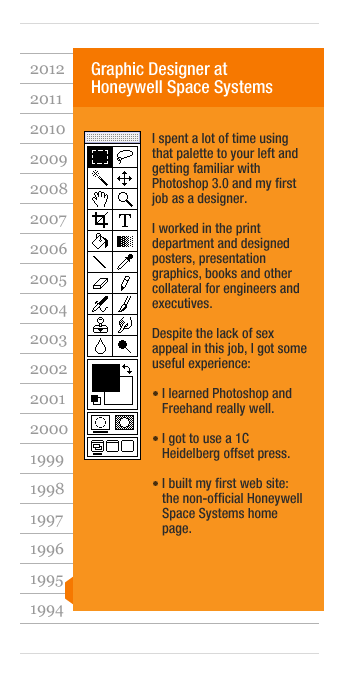 2012
2011
2010
2009
2008
2007
2006
2005
2004
2003
2002
2001
2000
1999
1998
1997
1996
1995
1994
Graphic Designer at
Honeywell Space Systems
I spent a lot of time using
that palette to your left and
getting familiar with
Photoshop 3.0 and my first
job as a designer.
I worked in the print
department and designed
posters, presentation
graphics, books and other
collateral for engineers and
executives.
Despite the lack of sex
appeal in this job, I got some
useful experience:
• I learned Photoshop and
Freehand really well.
• I got to use a 1C
Heidelberg offset press.
• I built my first web site:
the non-official Honeywell
Space Systems home
page.
T